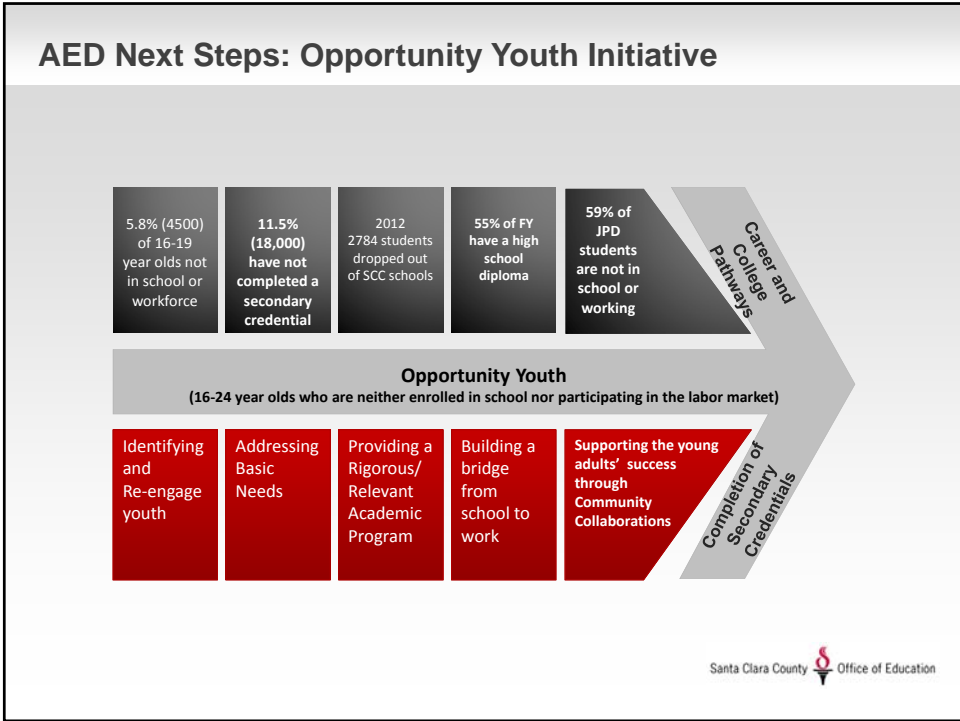 AED Next Steps: Opportunity Youth Initiative
5.8% (4500)
of 16-19
year olds not
in school or
workforce
11.5%
(18,000)
have not
completed a
secondary
credential
2012
2784 students
dropped out
of SCC schools
55% of FY
have a high
school
diploma
59% of
JPD
students
are not in
school or
working
Career and
College
Pathways
Opportunity Youth
(16-24 year olds who are neither enrolled in school nor participating in the labor market)
Identifying
and
Re-engage
youth
Addressing
Basic
Needs
Providing a
Rigorous/
Relevant
Academic
Program
Building a
bridge
from
school to
work
Supporting the young
adults’ success
through
Community
Collaborations
Completion of
Secondary
Credentials
Santa Clara County Office of Education